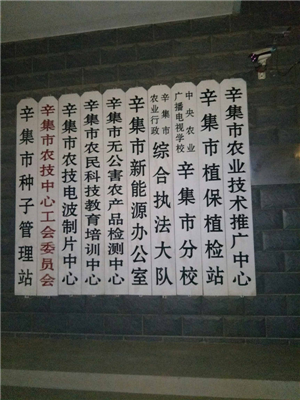 辛集市农业技术推广中心
辛集市植保植检站
中央农业
广播电视学校
辛集市分校
辛集市
农业行政
综合执法大队
辛集市新能源办公室
辛集市无公害农产品检测中心
辛集市农民科技教育培训中心
辛集市农技电波制片中心
辛集市农技中心工会委员会
辛集市种子管理站